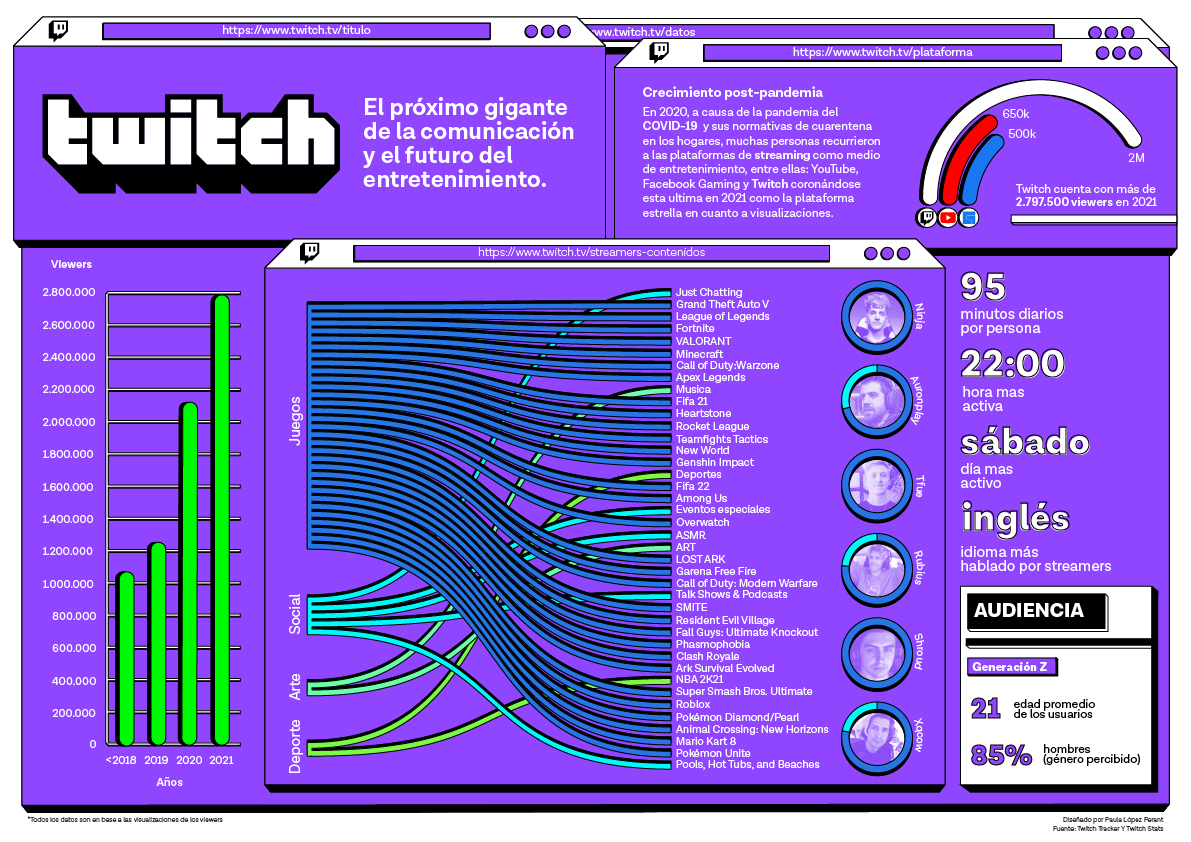 https://www.twitch.tv/titulo
www.twitch.tv/datos
https://www.twitch.tv/plataforma
twitch
El próximo gigante
de la comunicación
y el futuro del
entretenimiento.
Crecimiento post-pandemia
En 2020, a causa de la pandemia del
COVID-19 y sus normativas de cuarentena
en los hogares, muchas personas recurrieron
a las plataformas de streaming como medio
de entretenimiento, entre ellas: YouTube,
Facebook Gaming y Twitch coronándose
esta ultima en 2021 como la plataforma
estrella en cuanto a visualizaciones.
650k
500k
2M
Twitch cuenta con más de
2.797.500 viewers en 2021
Viewers
2.800.000
2.600.000
2.400.000
2.200.000
2.000.000
1.800.000
1.600.000
1.400.000
1.200.000
1.000.000
800.000
600.000
400.000
200.000
0
<2018 2019 2020 2021
Años
https://www.twitch.tv/streamers-contenidos
Juegos
Social
Arte
Deporte
Just Chatting
Grand Theft Auto V
League of Legends
Fortnite
VALORANT
Minecraft
Call of Duty:Warzone
Apex Legends
Musica
Fifa 21
Heartstone
Rocket League
Teamfights Tactics
New World
Genshin Impact
Deportes
Fifa 22
Among Us
Eventos especiales
Overwatch
ASMR
ART
LOST ARK
Garena Free Fire
Call of Duty: Modern Warfare
Talk Shows & Podcasts
SMITE
Resident Evil Village
Fall Guys: Ultimate Knockout
Phasmophobia
Clash Royale
Ark Survival Evolved
NBA 2K21
Super Smash Bros. Ultimate
Roblox
Pokémon Diamond/Pearl
Animal Crossing: New Horizons
Mario Kart 8
Pokémon Unite
Pools, Hot Tubs, and Beaches
Ninja
Auronplay
Tfue
Rubius
Shroud
Xqcow
95
minutos diarios
por persona
22:00
hora mas
activa
sábado
día mas
activo
inglés
idioma más
hablado por streamers
AUDIENCIA
Generación Z
21
edad promedio
de los usuarios
85%
hombres
(género percibido)
*Todos los datos son en base a las visualizaciones de los viewers
Diseñado por Paula López Perant
Fuente: Twitch Tracker Y Twitch Stats